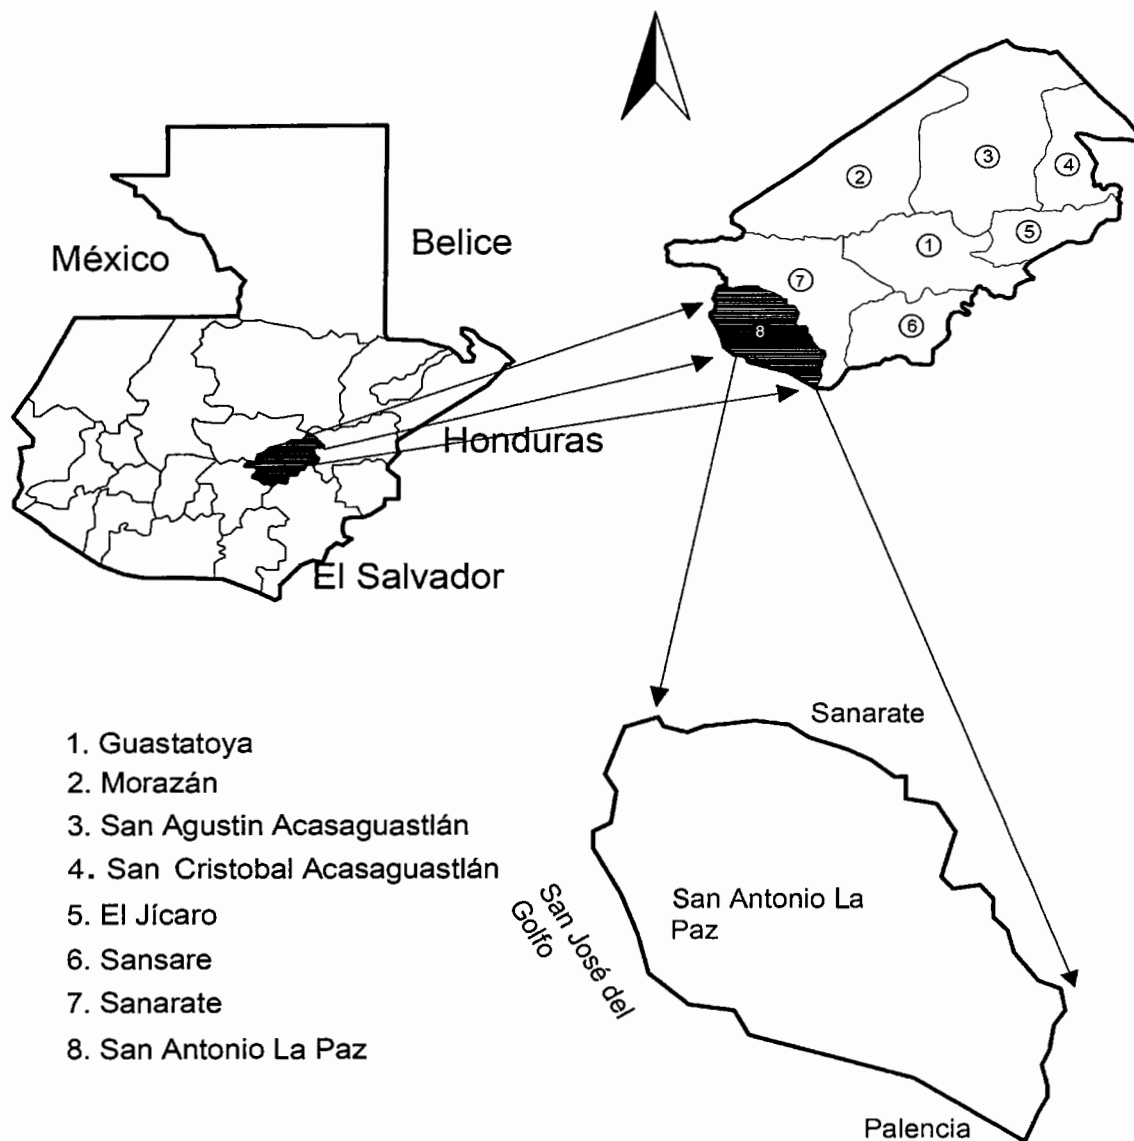 México
Belice
Honduras
El Salvador
2
3
4
1
5
7
6
8
1. Guastatoya
2. Morazán
3. San Agustin Acasaguastlán
4. San Cristobal Acasaguastlán
5. El Jícaro
6. Sansare
7. Sanarate
8. San Antonio La Paz
Sanarate
San Antonio La
Paz
San José del
Golfo
Palencia